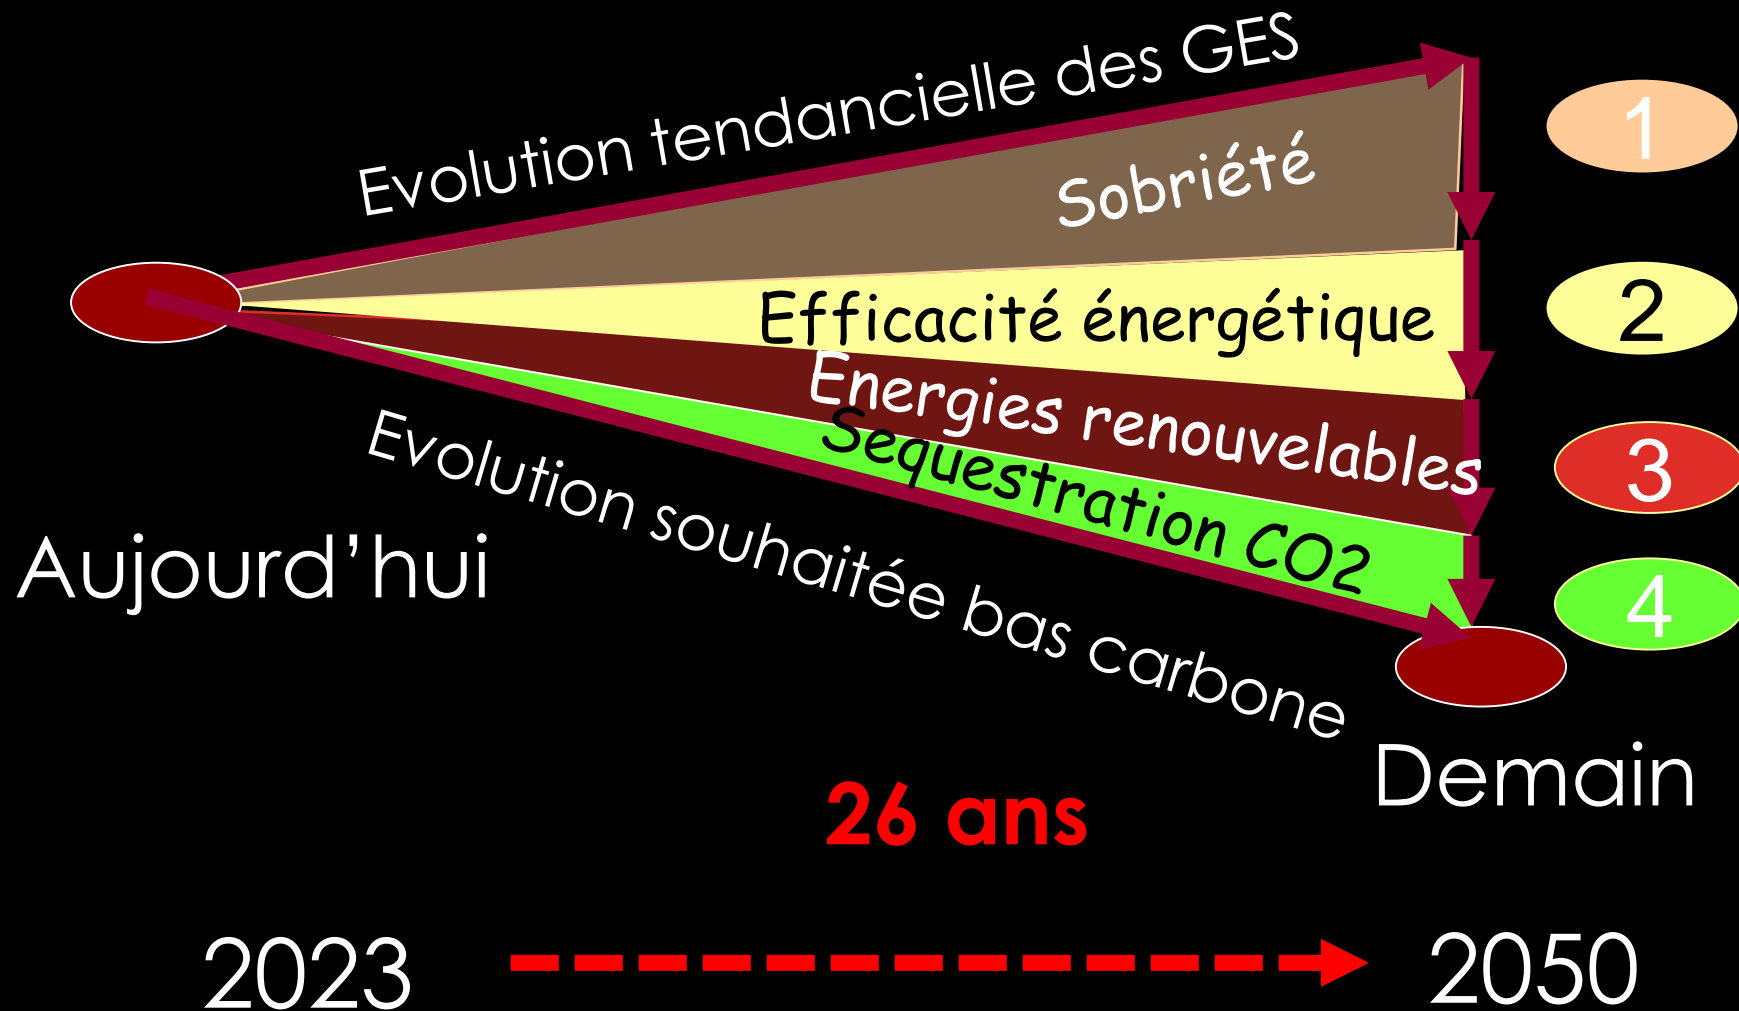 Evolution tendancielle des GES
Sobriété
1
Efficacité énergétique
2
Energies renouvelables
3
Sequestration CO2
4
Evolution souhaitée bas carbone
Aujourd’hui
Demain
26 ans
2023
2050